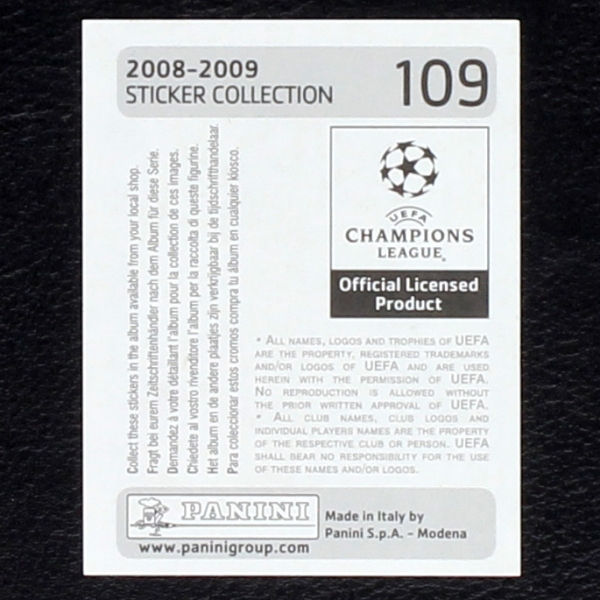 2008-2009
STICKER COLLECTION
109
Collect these stickers in the album available from your local shop.
Fragt bei eurem Zeitschriftenhändler nach dem Album für diese Serie.
Demandez à votre détaillant l'album pour la collection de ces images.
Chiedete al vostro rivenditore l'album per la raccolta di queste figurine.
Het album en de andere plaatjes zijn verkrijgbaar bij de tijdschrifthandelaar.
Para coleccionar estos cromos compra tu álbum en cualquier kiosco.
UEFA
CHAMPIONS
LEAGUE®
Official Licensed
Product
* ALL NAMES, LOGOS AND TROPHIES OF UEFA
ARE THE PROPERTY, REGISTERED TRADEMARKS
AND/OR LOGOS OF UEFA AND ARE USED
HEREIN WITH THE PERMISSION OF UEFA.
NO REPRODUCTION IS ALLOWED WITHOUT
THE PRIOR WRITTEN APPROVAL OF UEFA.
* ALL CLUB NAMES, CLUB LOGOS AND
INDIVIDUAL PLAYERS NAMES ARE THE PROPERTY
OF THE RESPECTIVE CLUB OR PERSON. UEFA
SHALL BEAR NO RESPONSIBILITY FOR THE USE
OF THESE NAMES AND/OR LOGOS.
PANINI
www.paninigroup.com
Made in Italy by
Panini S.p.A. - Modena